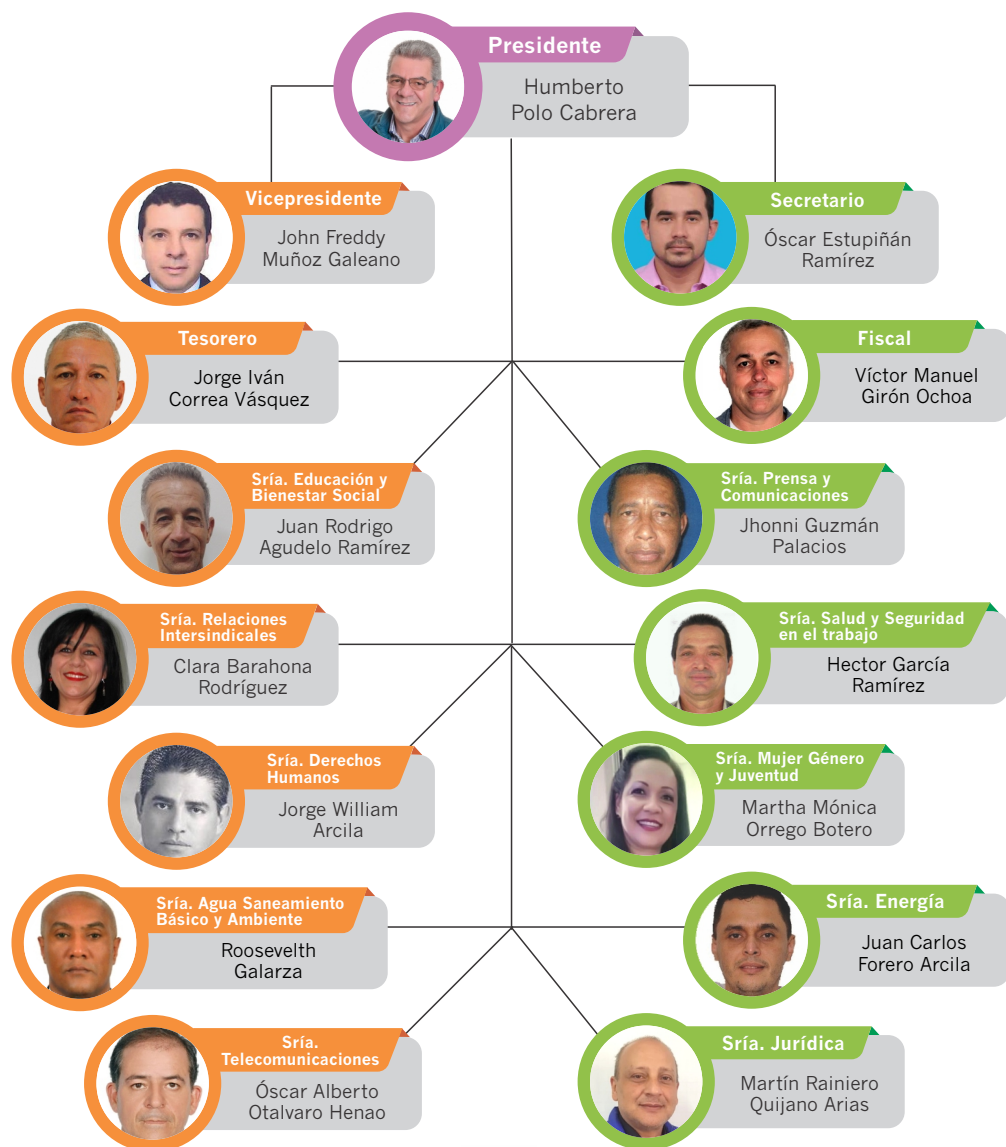 Presidente
Humberto
Polo Cabrera
Vicepresidente
John Freddy
Muñoz Galeano
Secretario
Óscar Estupiñán
Ramírez
Tesorero
Jorge Iván
Correa Vásquez
Fiscal
Víctor Manuel
Girón Ochoa
Sría. Educación y
Bienestar Social
Juan Rodrigo
Agudelo Ramírez
Sría. Prensa y
Comunicaciones
Jhonni Guzmán
Palacios
Sría. Relaciones
Intersindicales
Clara Barahona
Rodríguez
Sría. Salud y Seguridad
en el trabajo
Hector García
Ramírez
Sría. Derechos
Humanos
Jorge William
Arcila
Sría. Mujer Género
y Juventud
Martha Mónica
Orrego Botero
Sría. Agua Saneamiento
Básico y Ambiente
Roosevelth
Galarza
Sría. Energía
Juan Carlos
Forero Arcila
Sría.
Telecomunicaciones
Óscar Alberto
Otalvaro Henao
Sría. Jurídica
Martín Rainiero
Quijano Arias